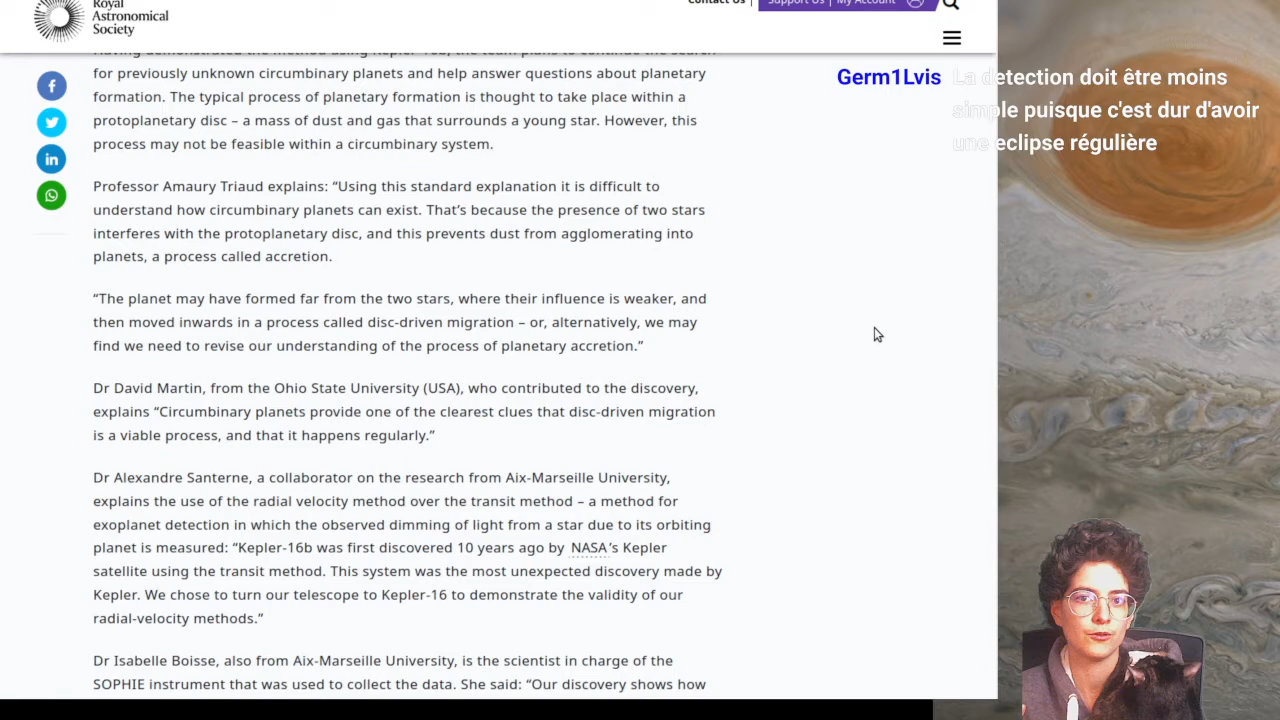 Royal
Astronomical
Society
Contact Us |
Support Us | My Account
Having demonstrated the method using Kepler-16b, the team plans to continue the search
for previously unknown circumbinary planets and help answer questions about planetary
formation. The typical process of planetary formation is thought to take place within a
protoplanetary disc – a mass of dust and gas that surrounds a young star. However, this
process may not be feasible within a circumbinary system.
Professor Amaury Triaud explains: “Using this standard explanation it is difficult to
understand how circumbinary planets can exist. That’s because the presence of two stars
interferes with the protoplanetary disc, and this prevents dust from agglomerating into
planets, a process called accretion.
“The planet may have formed far from the two stars, where their influence is weaker, and
then moved inwards in a process called disc-driven migration – or, alternatively, we may
find we need to revise our understanding of the process of planetary accretion.”
Dr David Martin, from the Ohio State University (USA), who contributed to the discovery,
explains “Circumbinary planets provide one of the clearest clues that disc-driven migration
is a viable process, and that it happens regularly.”
Dr Alexandre Santerne, a collaborator on the research from Aix-Marseille University,
explains the use of the radial velocity method over the transit method – a method for
exoplanet detection in which the observed dimming of light from a star due to its orbiting
planet is measured: “Kepler-16b was first discovered 10 years ago by NASA’s Kepler
satellite using the transit method. This system was the most unexpected discovery made by
Kepler. We chose to turn our telescope to Kepler-16 to demonstrate the validity of our
radial-velocity methods.”
Dr Isabelle Boisse, also from Aix-Marseille University, is the scientist in charge of the
SOPHIE instrument that was used to collect the data. She said: “Our discovery shows how
Germ1Lvis La detection doit être moins
simple puisque c'est dur d'avoir
une eclipse régulière